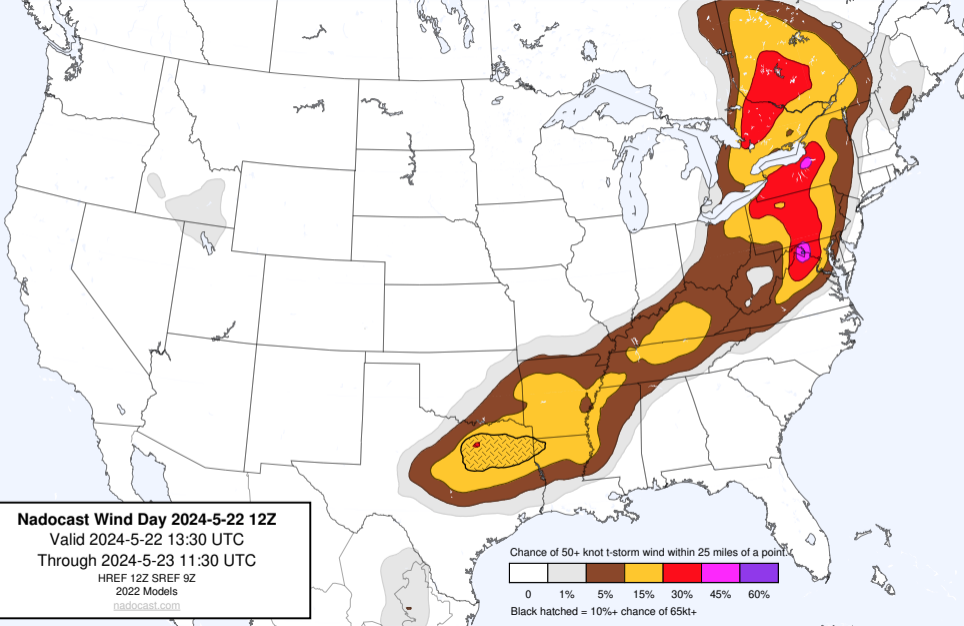 Nadocast Wind Day 2024-5-22 12Z
Valid 2024-5-22 13:30 UTC
Through 2024-5-23 11:30 UTC
HREF 12Z SREF 9Z
2022 Models
nadocast.com
Chance of 50+ knot t-storm wind within 25 miles of a point.
0 1% 5% 15% 30% 45% 60%
Black hatched = 10%+ chance of 65kt+